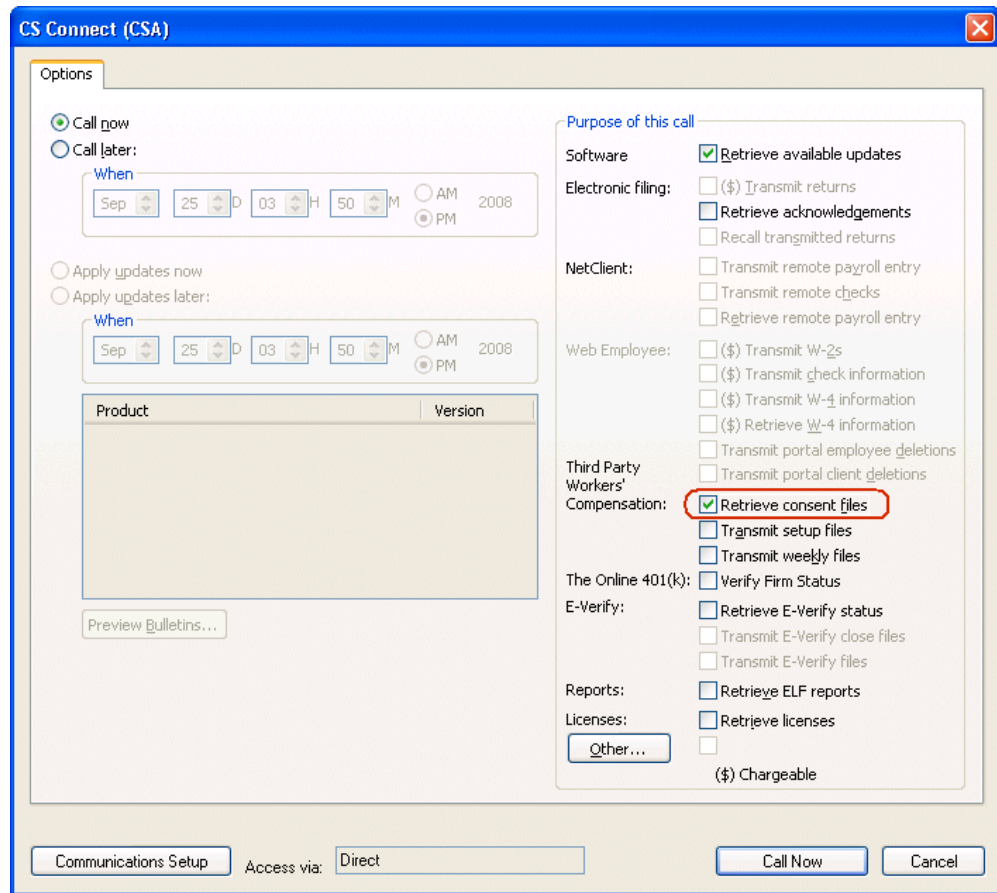 CS Connect (CSA)
Options
Call now
Call later:
When
Sep 25 D 03 H 50 M AM PM 2008
Apply updates now
Apply updates later:
When
Sep 25 D 03 H 50 M AM PM 2008
Product Version
Preview Bulletins...
Purpose of this call
Software Retrieve available updates
Electronic filing: ($) Transmit returns
Retrieve acknowledgements
Recall transmitted returns
NetClient: Transmit remote payroll entry
Transmit remote checks
Retrieve remote payroll entry
Web Employee: ($) Transmit W-2s
($) Transmit check information
($) Transmit W-4 information
($) Retrieve W-4 information
Transmit portal employee deletions
Transmit portal client deletions
Third Party
Workers'
Compensation: Retrieve consent files
Transmit setup files
Transmit weekly files
The Online 401(k): Verify Firm Status
E-Verify: Retrieve E-Verify status
Transmit E-Verify close files
Transmit E-Verify files
Reports: Retrieve ELF reports
Licenses: Retrieve licenses
Other...
($) Chargeable
Communications Setup Access via: Direct Call Now Cancel